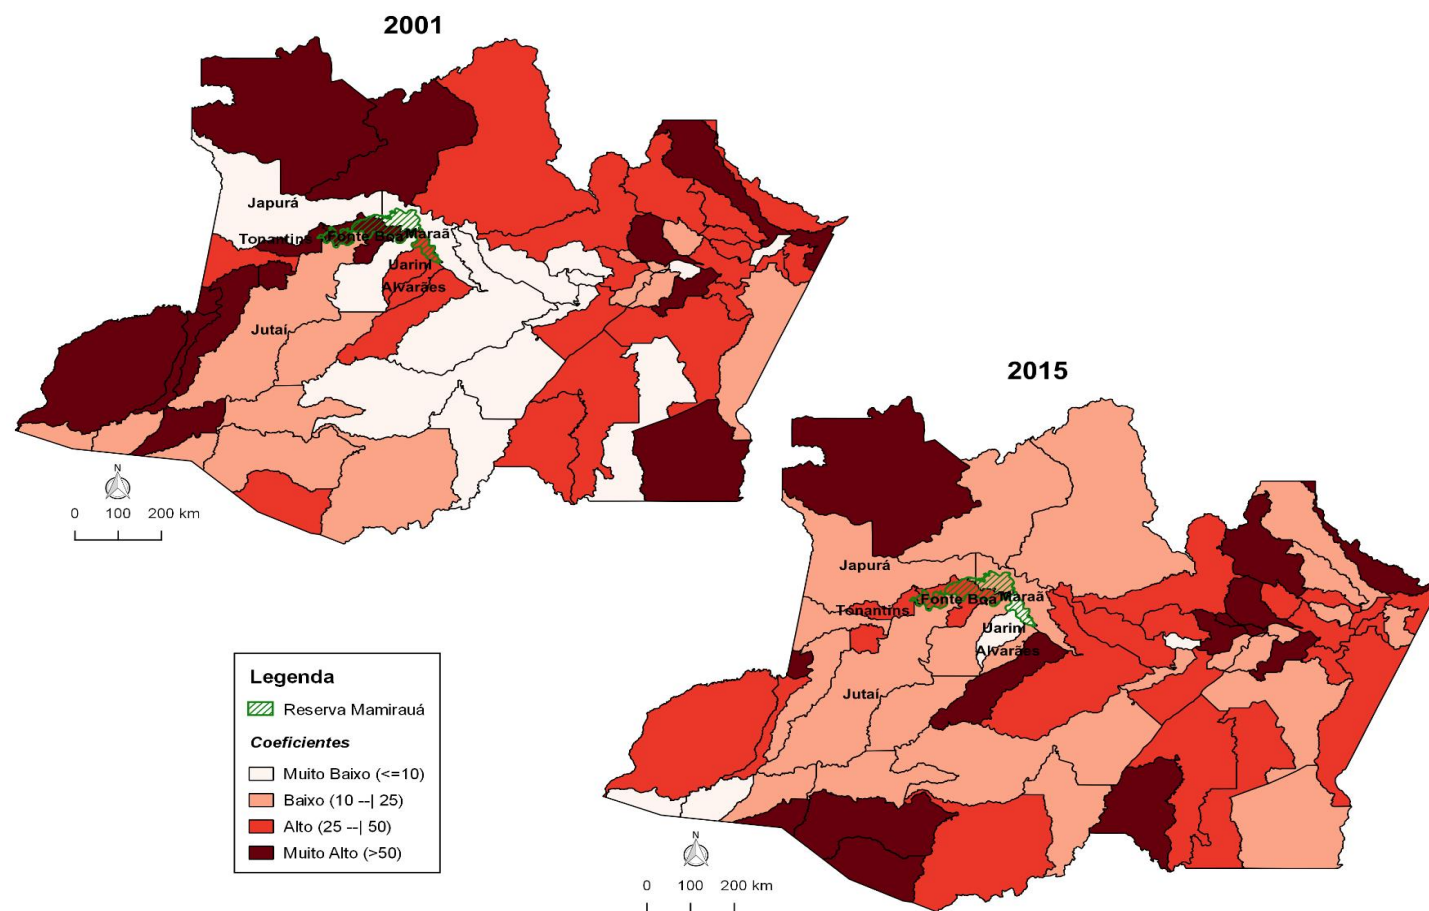 2001
Japurá
Tonantins
Fonte Boa
Maraã
Uarini
Alvarães
Jutaí
N
0 100 200 km
2015
Japurá
Tonantins
Fonte Boa
Maraã
Uarini
Alvarães
Jutaí
N
0 100 200 km
Legenda
Reserva Mamirauá
Coeficientes
Muito Baixo (<=10)
Baixo (10 --| 25)
Alto (25 --| 50)
Muito Alto (>50)